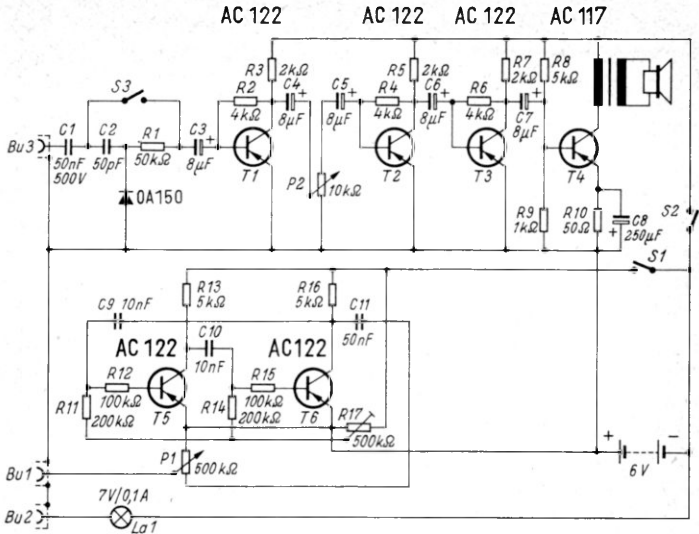 AC 122 AC 122 AC 122 AC 117
R3 2kΩ R5 2kΩ R7 2kΩ R8 5kΩ
S3 R2 4kΩ C4 8µF C5 8µF R4 4kΩ C6 8µF R6 4kΩ C7 8µF
Bu3 C1 50nF 500V C2 50pF R1 50kΩ C3 8µF
T1 T2 T3 T4
P2 10kΩ
OA150
R9 1kΩ R10 50Ω C8 250µF
S2
S1
R13 5kΩ R16 5kΩ
C9 10nF C11 50nF
C10 10nF
AC 122 AC122
R12 100kΩ R15 100kΩ
R11 200kΩ T5 R14 200kΩ T6 R17 500kΩ
Bu1 P1 500kΩ
+ − 6V
7V/0,1A
Bu2 La1